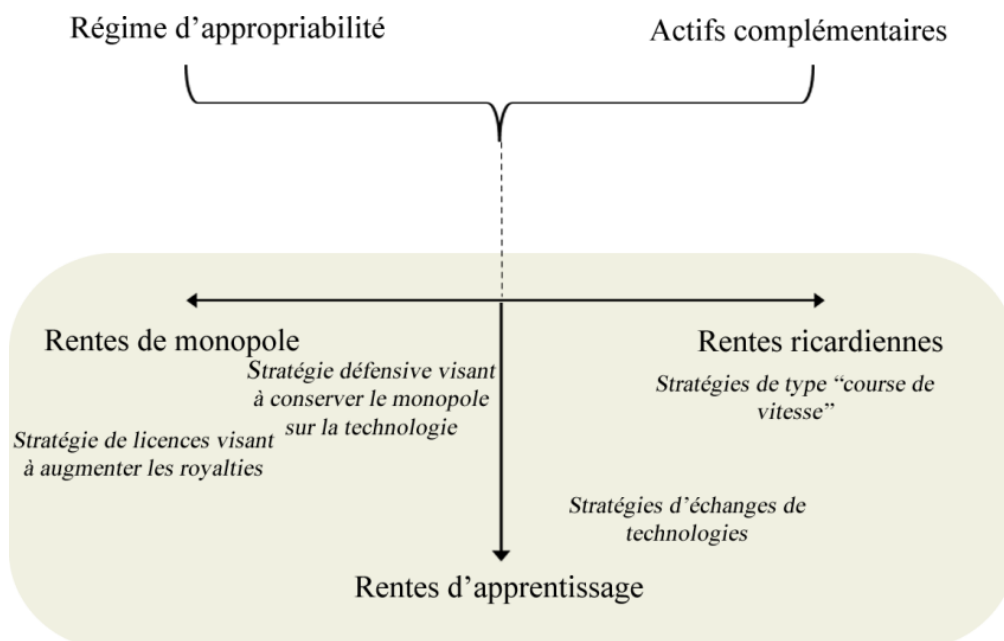 Régime d’appropriabilité
Actifs complémentaires
Rentes de monopole
Rentes ricardiennes
Stratégie défensive visant
à conserver le monopole
sur la technologie
Stratégies de type “course de
vitesse”
Stratégie de licences visant
à augmenter les royalties
Stratégies d’échanges de
technologies
Rentes d’apprentissage